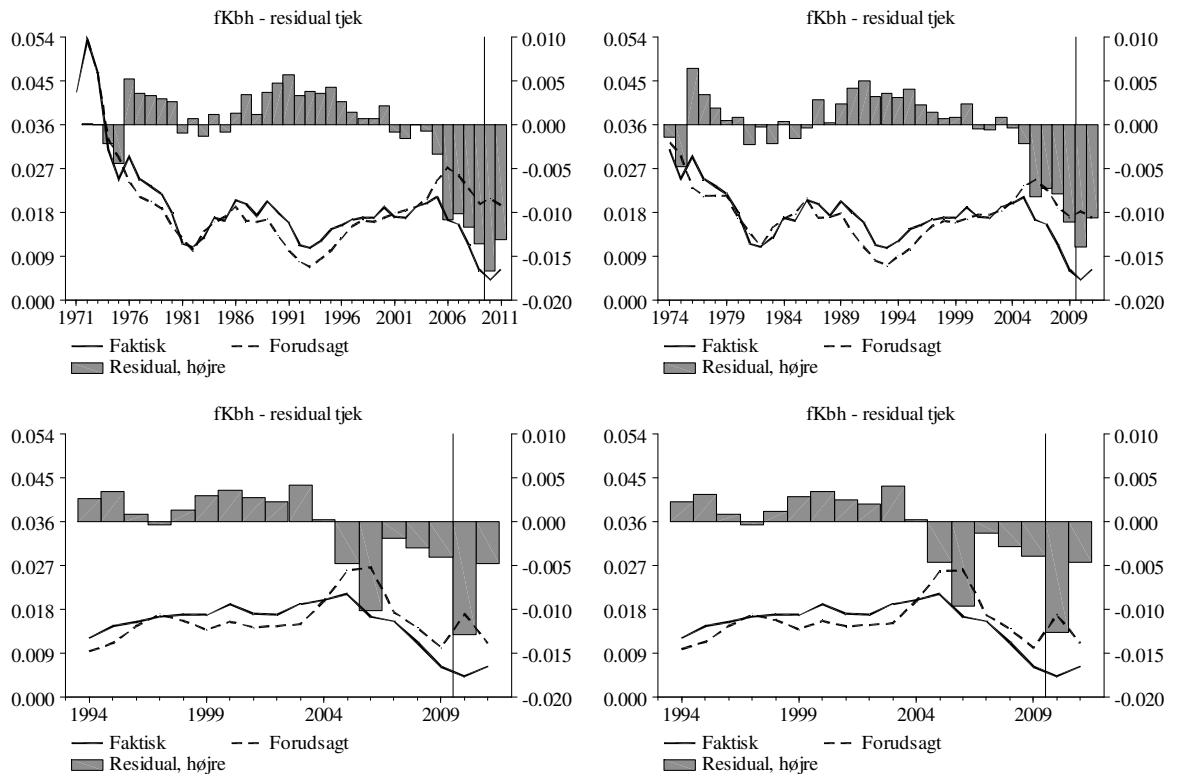 fKbh - residual tjek
0.054 0.010
0.045 0.005
0.036 0.000
0.027 -0.005
0.018 -0.010
0.009 -0.015
0.000 -0.020
1971 1976 1981 1986 1991 1996 2001 2006 2011
Faktisk Forudsagt
Residual, højre
fKbh - residual tjek
0.054 0.010
0.045 0.005
0.036 0.000
0.027 -0.005
0.018 -0.010
0.009 -0.015
0.000 -0.020
1974 1979 1984 1989 1994 1999 2004 2009
Faktisk Forudsagt
Residual, højre
fKbh - residual tjek
0.054 0.010
0.045 0.005
0.036 0.000
0.027 -0.005
0.018 -0.010
0.009 -0.015
0.000 -0.020
1994 1999 2004 2009
Faktisk Forudsagt
Residual, højre
fKbh - residual tjek
0.054 0.010
0.045 0.005
0.036 0.000
0.027 -0.005
0.018 -0.010
0.009 -0.015
0.000 -0.020
1994 1999 2004 2009
Faktisk Forudsagt
Residual, højre